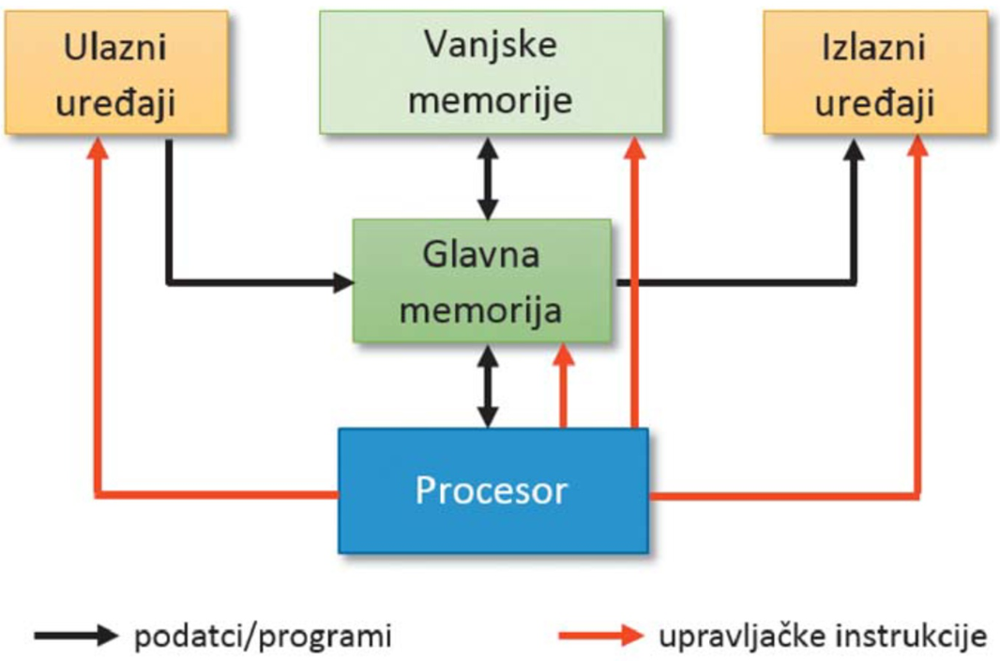 Ulazni
uređaji
Vanjske
memorije
Izlazni
uređaji
Glavna
memorija
Procesor
podatci/programi
upravljačke instrukcije